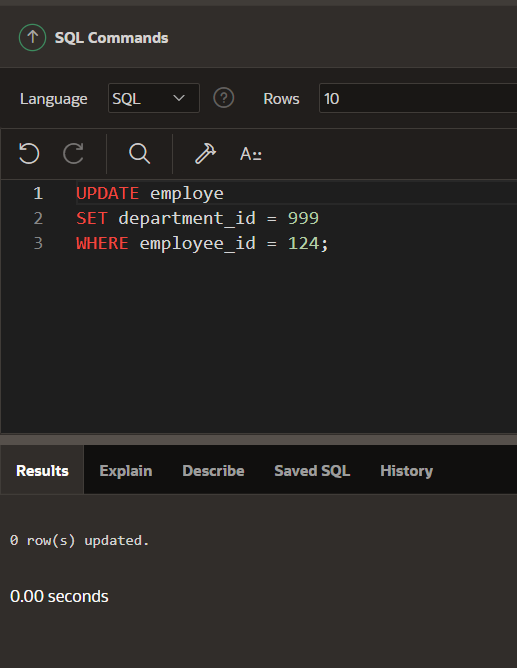 SQL Commands
Language SQL ? Rows 10
A::
1 UPDATE employe
2 SET department_id = 999
3 WHERE employee_id = 124;
Results Explain Describe Saved SQL History
0 row(s) updated.
0.00 seconds